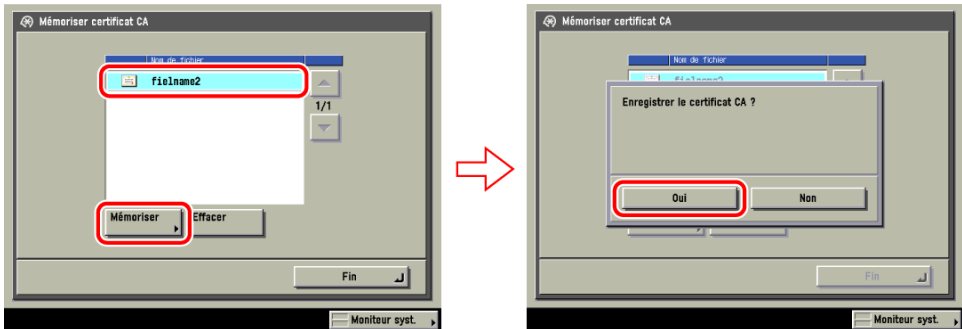 Mémoriser certificat CA
Nom de fichier
fielname2
1/1
Mémoriser
Effacer
Fin
Moniteur syst.
Mémoriser certificat CA
Nom de fichier
fielname2
Enregistrer le certificat CA ?
Oui
Non
Fin
Moniteur syst.